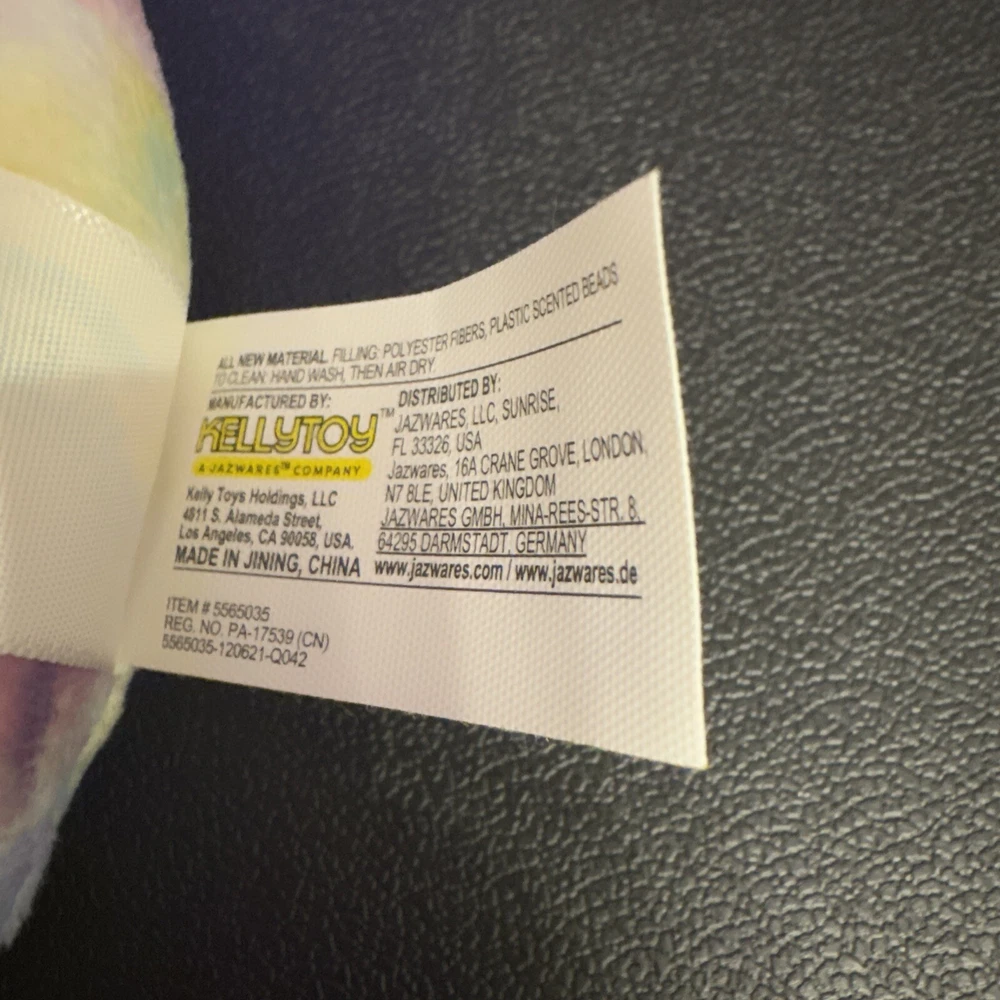 ALL NEW MATERIAL. FILLING: POLYESTER FIBERS, PLASTIC SCENTED BEADS
TO CLEAN: HAND WASH, THEN AIR DRY.
MANUFACTURED BY:
KELLYTOY™
A JAZWARES™ COMPANY
Kelly Toys Holdings, LLC
4811 S. Alameda Street,
Los Angeles, CA 90058, USA.
MADE IN JINING, CHINA
DISTRIBUTED BY:
JAZWARES, LLC, SUNRISE,
FL 33326, USA
Jazwares, 16A CRANE GROVE, LONDON,
N7 8LE, UNITED KINGDOM
JAZWARES GMBH, MINA-REES-STR. 8,
64295 DARMSTADT, GERMANY
www.jazwares.com / www.jazwares.de
ITEM # 5565035
REG. NO. PA-17539 (CN)
5565035-120621-Q042